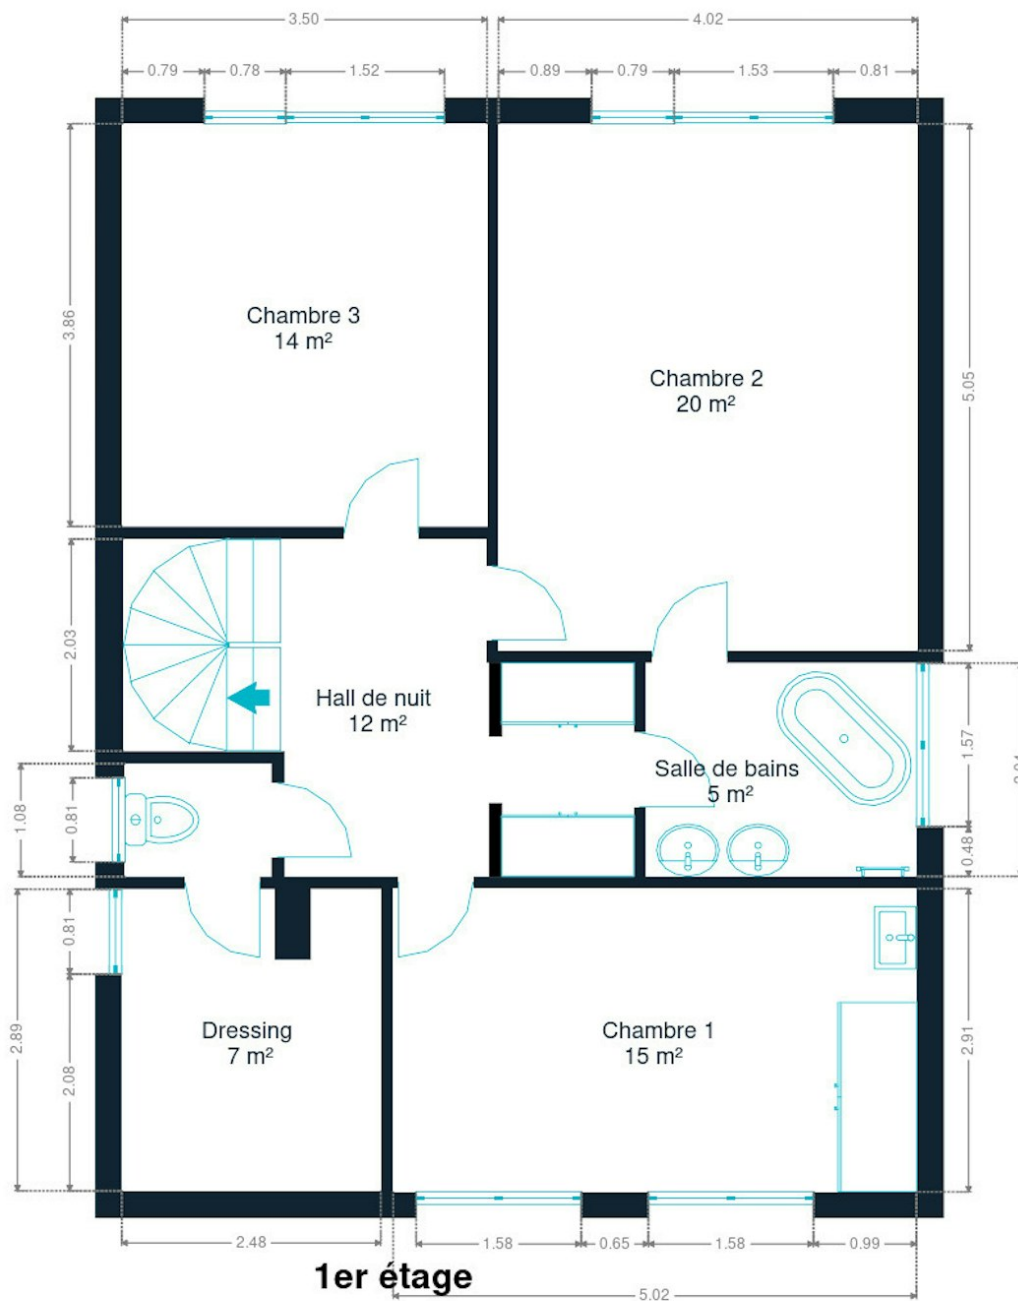 3.50
4.02
0.79
0.78
1.52
0.89
0.79
1.53
0.81
3.86
Chambre 3
14 m²
Chambre 2
20 m²
5.05
2.03
Hall de nuit
12 m²
1.57
Salle de bains
5 m²
1.08
0.81
0.48
0.81
2.89
2.08
Dressing
7 m²
Chambre 1
15 m²
2.91
2.48
1.58
0.65
1.58
0.99
1er étage
5.02